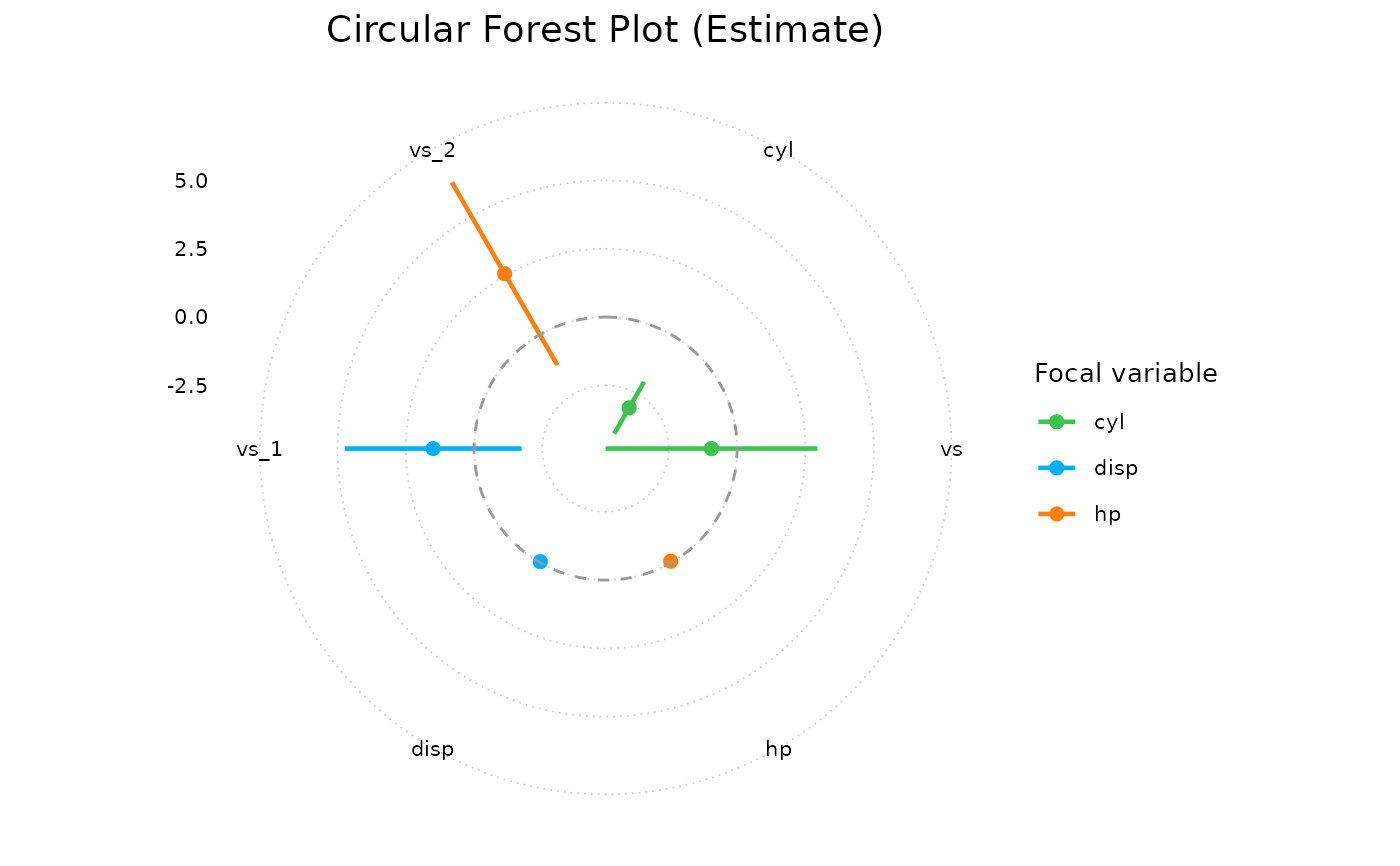 Circular Forest Plot (Estimate)
vs_2
cyl
5.0
2.5
0.0
-2.5
vs_1
vs
disp
hp
Focal variable
cyl
disp
hp